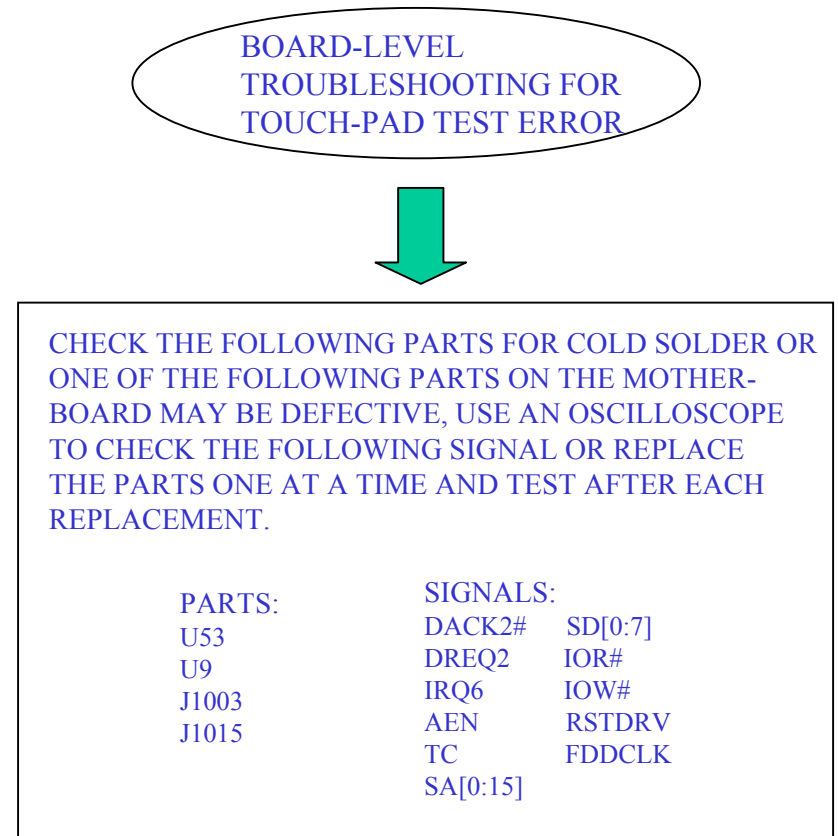 BOARD-LEVEL
TROUBLESHOOTING FOR
TOUCH-PAD TEST ERROR
CHECK THE FOLLOWING PARTS FOR COLD SOLDER OR
ONE OF THE FOLLOWING PARTS ON THE MOTHER-
BOARD MAY BE DEFECTIVE, USE AN OSCILLOSCOPE
TO CHECK THE FOLLOWING SIGNAL OR REPLACE
THE PARTS ONE AT A TIME AND TEST AFTER EACH
REPLACEMENT.
PARTS:
U53
U9
J1003
J1015
SIGNALS:
DACK2# SD[0:7]
DREQ2 IOR#
IRQ6 IOW#
AEN RSTDRV
TC FDDCLK
SA[0:15]